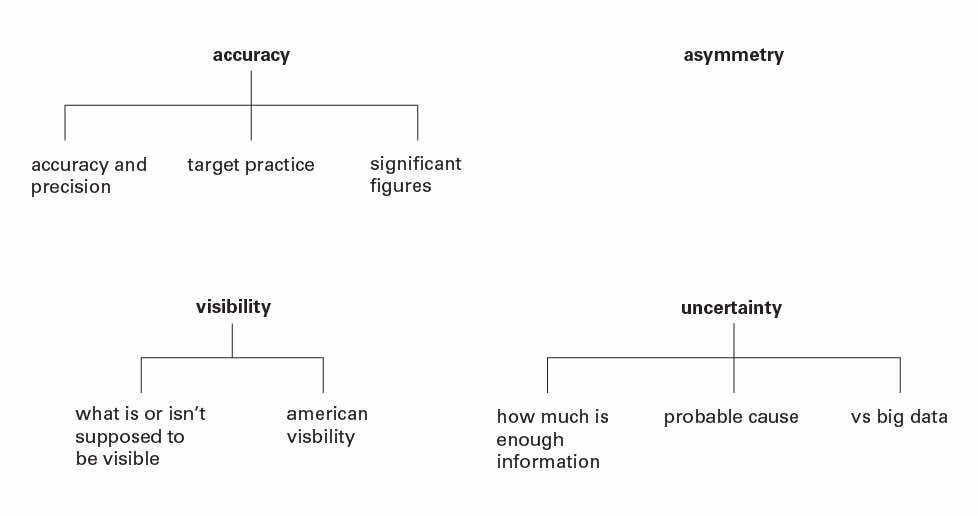 accuracy
accuracy and
precision
target practice
significant
figures
asymmetry
visibility
what is or isn't
supposed to
be visible
american
visbility
uncertainty
how much is
enough
information
probable cause
vs big data